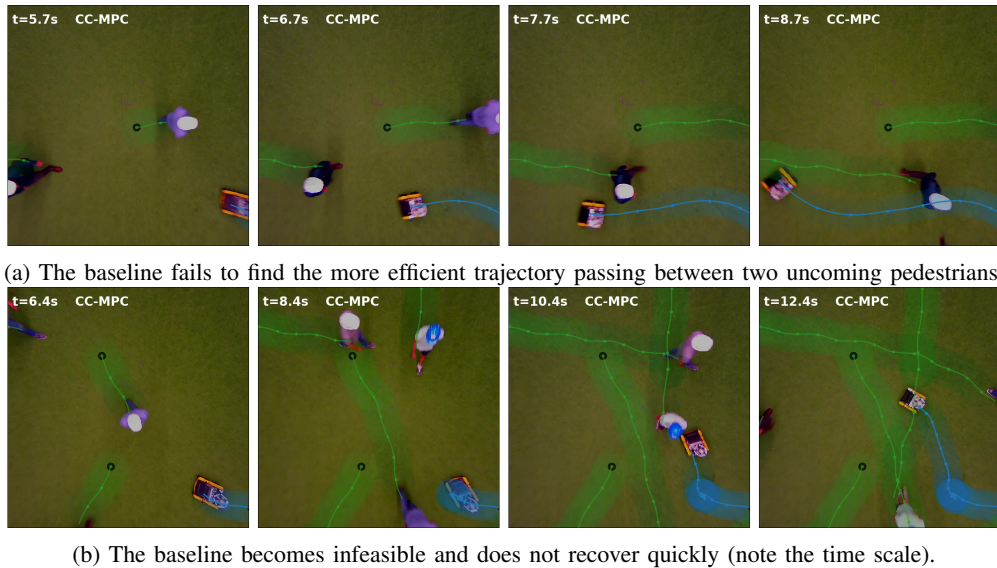 t=5.7s CC-MPC
t=6.7s CC-MPC
t=7.7s CC-MPC
t=8.7s CC-MPC
(a) The baseline fails to find the more efficient trajectory passing between two uncoming pedestrians
t=6.4s CC-MPC
t=8.4s CC-MPC
t=10.4s CC-MPC
t=12.4s CC-MPC
(b) The baseline becomes infeasible and does not recover quickly (note the time scale).